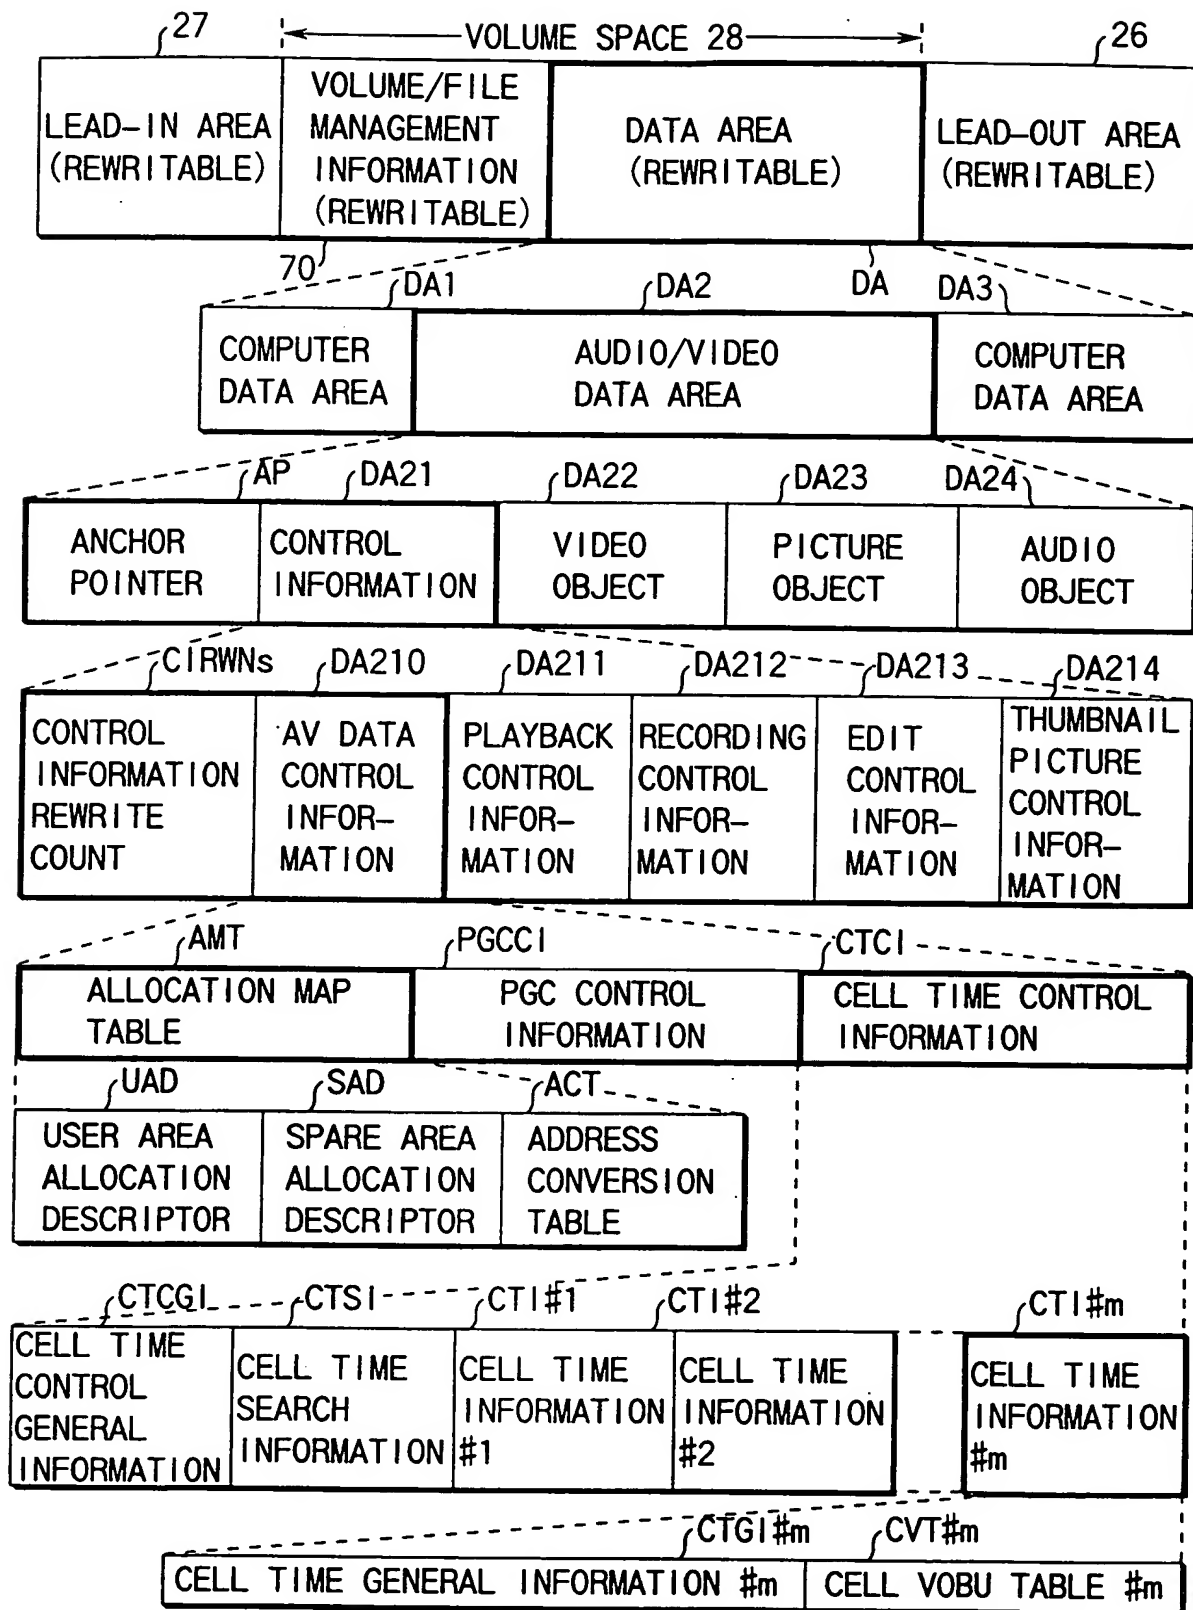 27
VOLUME SPACE 28
26
LEAD-IN AREA
(REWRITABLE)
VOLUME/FILE
MANAGEMENT
INFORMATION
(REWRITABLE)
DATA AREA
(REWRITABLE)
LEAD-OUT AREA
(REWRITABLE)
70
DA
DA1
DA2
DA3
COMPUTER
DATA AREA
AUDIO/VIDEO
DATA AREA
COMPUTER
DATA AREA
AP
DA21
DA22
DA23
DA24
ANCHOR
POINTER
CONTROL
INFORMATION
VIDEO
OBJECT
PICTURE
OBJECT
AUDIO
OBJECT
CIRWNs
DA210
DA211
DA212
DA213
DA214
CONTROL
INFORMATION
REWRITE
COUNT
AV DATA
CONTROL
INFOR-
MATION
PLAYBACK
CONTROL
INFOR-
MATION
RECORDING
CONTROL
INFOR-
MATION
EDIT
CONTROL
INFOR-
MATION
THUMBNAIL
PICTURE
CONTROL
INFOR-
MATION
AMT
PGCCI
CTCI
ALLOCATION MAP
TABLE
PGC CONTROL
INFORMATION
CELL TIME CONTROL
INFORMATION
UAD
SAD
ACT
USER AREA
ALLOCATION
DESCRIPTOR
SPARE AREA
ALLOCATION
DESCRIPTOR
ADDRESS
CONVERSION
TABLE
CTCGI
CTSI
CTI#1
CTI#2
CTI#m
CELL TIME
CONTROL
GENERAL
INFORMATION
CELL TIME
SEARCH
INFORMATION
CELL TIME
INFORMATION
#1
CELL TIME
INFORMATION
#2
CELL TIME
INFORMATION
#m
CTGI#m
CVT#m
CELL TIME GENERAL INFORMATION #m
CELL VOBU TABLE #m